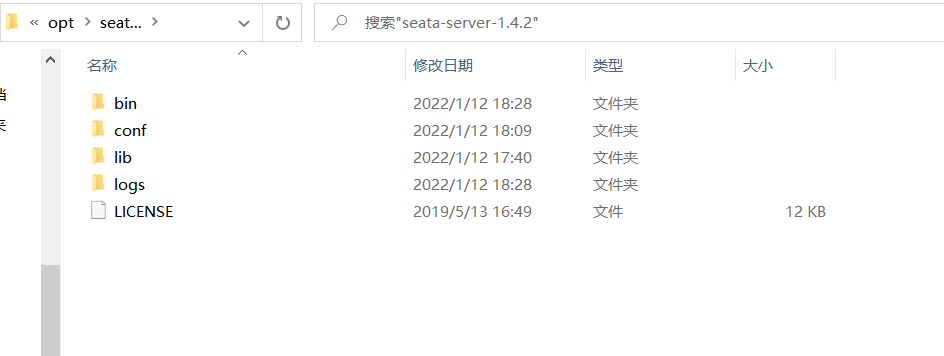 « opt > seat... >
搜索"seata-server-1.4.2"
名称 修改日期 类型 大小
bin 2022/1/12 18:28 文件夹
conf 2022/1/12 18:09 文件夹
lib 2022/1/12 17:40 文件夹
logs 2022/1/12 18:28 文件夹
LICENSE 2019/5/13 16:49 文件 12 KB